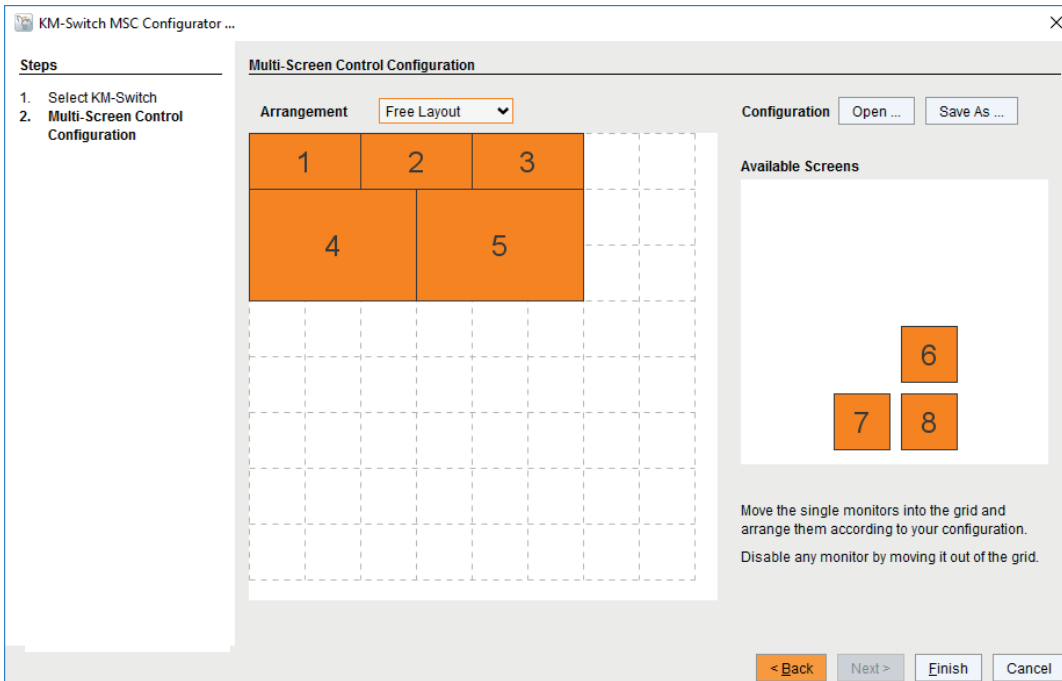 KM-Switch MSC Configurator ...
Steps
1. Select KM-Switch
2. Multi-Screen Control
Configuration
Multi-Screen Control Configuration
Arrangement Free Layout
Configuration Open ... Save As ...
1 2 3
4 5
Available Screens
6
7 8
Move the single monitors into the grid and
arrange them according to your configuration.
Disable any monitor by moving it out of the grid.
< Back Next > Finish Cancel